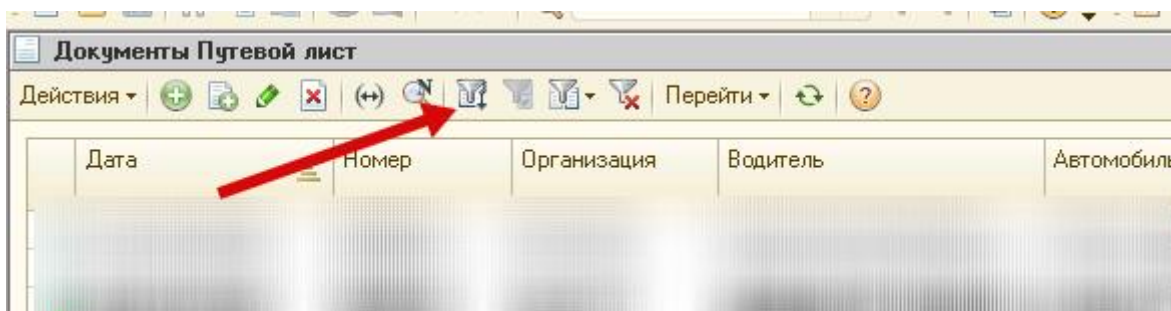 Документы Путевой лист
Действия Перейти
Дата Номер Организация Водитель Автомобиль